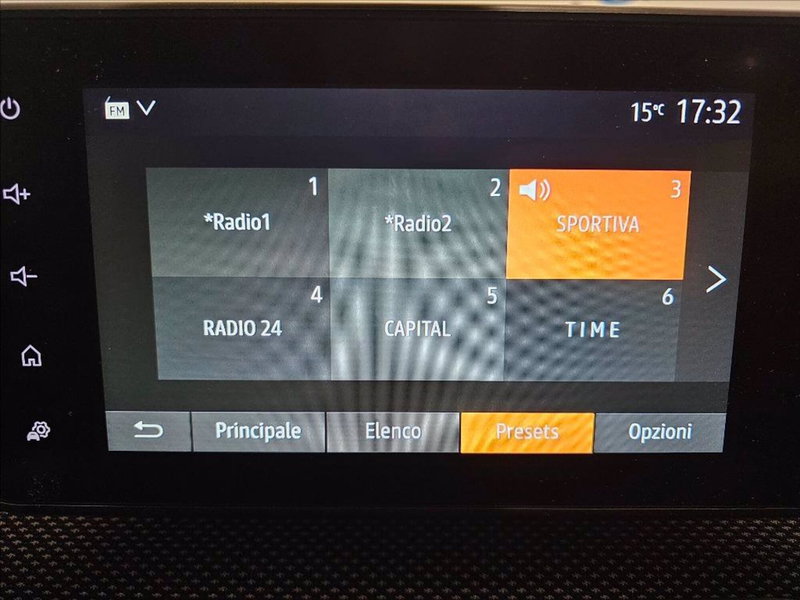 FM 15°C 17:32
1 2 3
*Radio1 *Radio2 SPORTIVA
4 5 6
RADIO 24 CAPITAL TIME
Principale Elenco Presets Opzioni